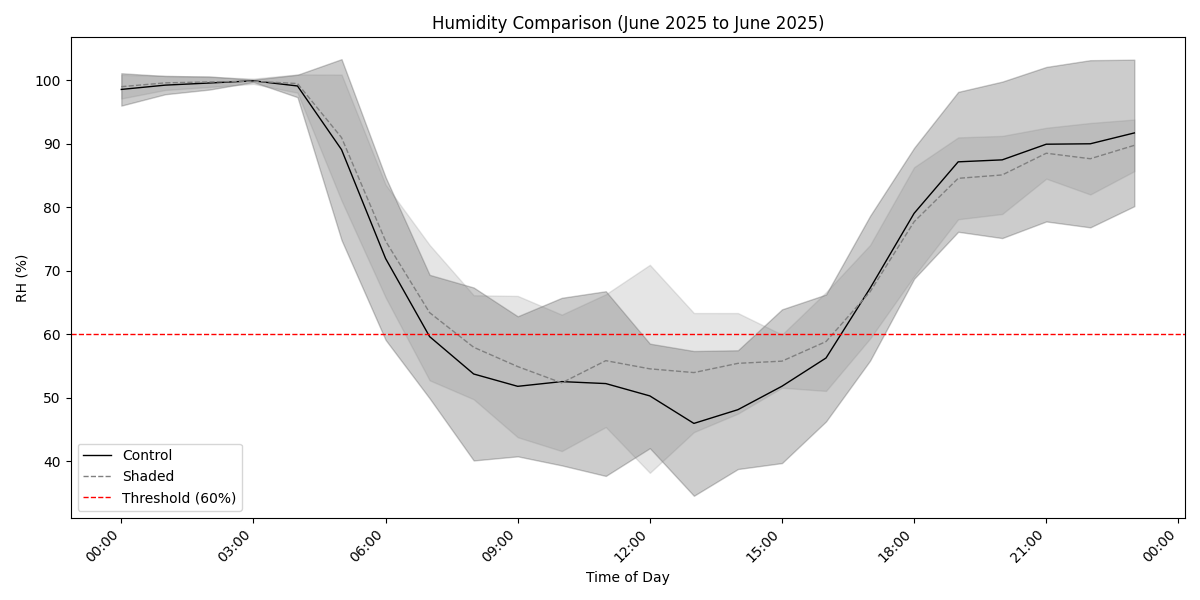 Humidity Comparison (June 2025 to June 2025)
RH (%)
100
90
80
70
60
50
40
Control
Shaded
Threshold (60%)
00:00
03:00
06:00
09:00
12:00
15:00
18:00
21:00
00:00
Time of Day